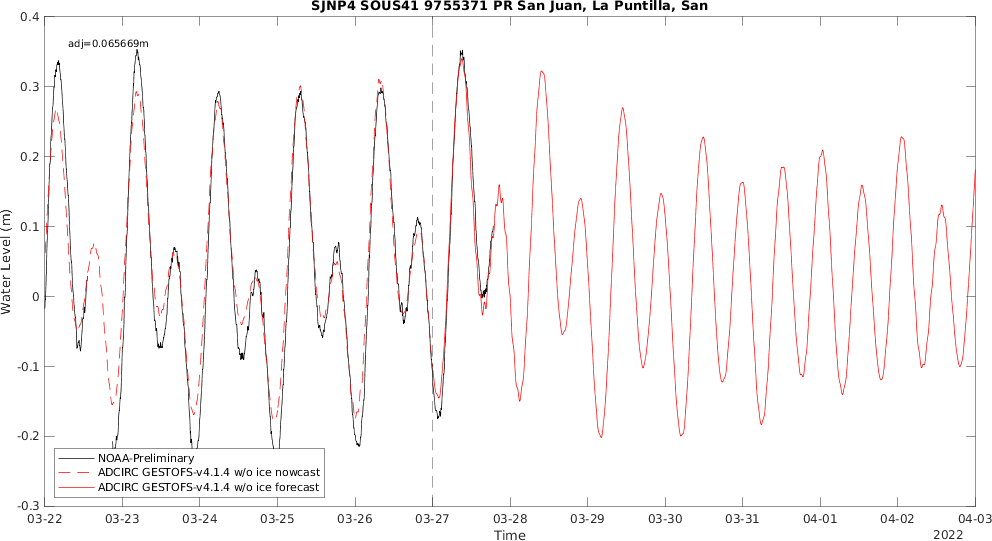 SJNP4 SOUS41 9755371 PR San Juan, La Puntilla, San
adj=0.065669m
0.4
0.3
0.2
0.1
0
-0.1
-0.2
-0.3
Water Level (m)
NOAA-Preliminary
ADCIRC GESTOFS-v4.1.4 w/o ice nowcast
ADCIRC GESTOFS-v4.1.4 w/o ice forecast
03-22 03-23 03-24 03-25 03-26 03-27 03-28 03-29 03-30 03-31 04-01 04-02 04-03
Time
2022